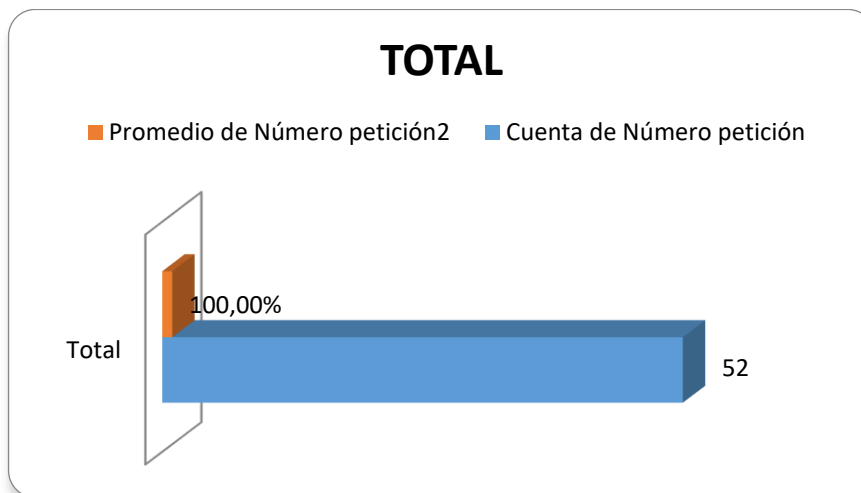 TOTAL
Promedio de Número petición2 Cuenta de Número petición
100,00%
Total
52